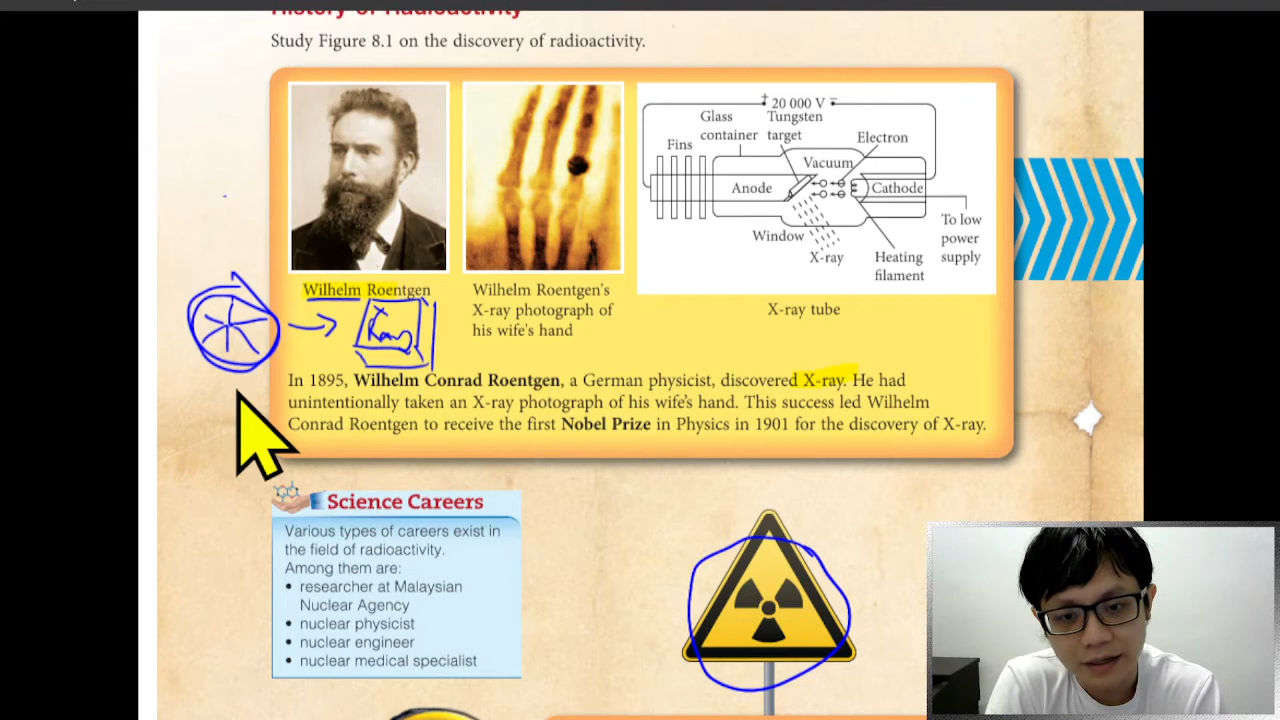 History of Radioactivity
Study Figure 8.1 on the discovery of radioactivity.
+ 20 000 V −
Glass container
Tungsten target
Electron
Fins
Vacuum
Anode
Cathode
Window
X-ray
Heating filament
To low power supply
Wilhelm Roentgen
Wilhelm Roentgen's
X-ray photograph of
his wife's hand
X-ray tube
X
Ray
In 1895, Wilhelm Conrad Roentgen, a German physicist, discovered X-ray. He had
unintentionally taken an X-ray photograph of his wife's hand. This success led Wilhelm
Conrad Roentgen to receive the first Nobel Prize in Physics in 1901 for the discovery of X-ray.
Science Careers
Various types of careers exist in
the field of radioactivity.
Among them are:
• researcher at Malaysian
Nuclear Agency
• nuclear physicist
• nuclear engineer
• nuclear medical specialist